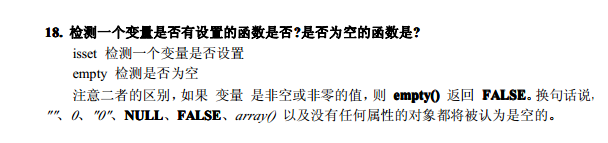 18. 检测一个变量是否有设置的函数是否?是否为空的函数是?
isset 检测一个变量是否设置
empty 检测是否为空
注意二者的区别,如果 变量 是非空或非零的值,则 empty() 返回 FALSE。换句话说,
""、0、"0"、NULL、FALSE、array() 以及没有任何属性的对象都将被认为是空的。